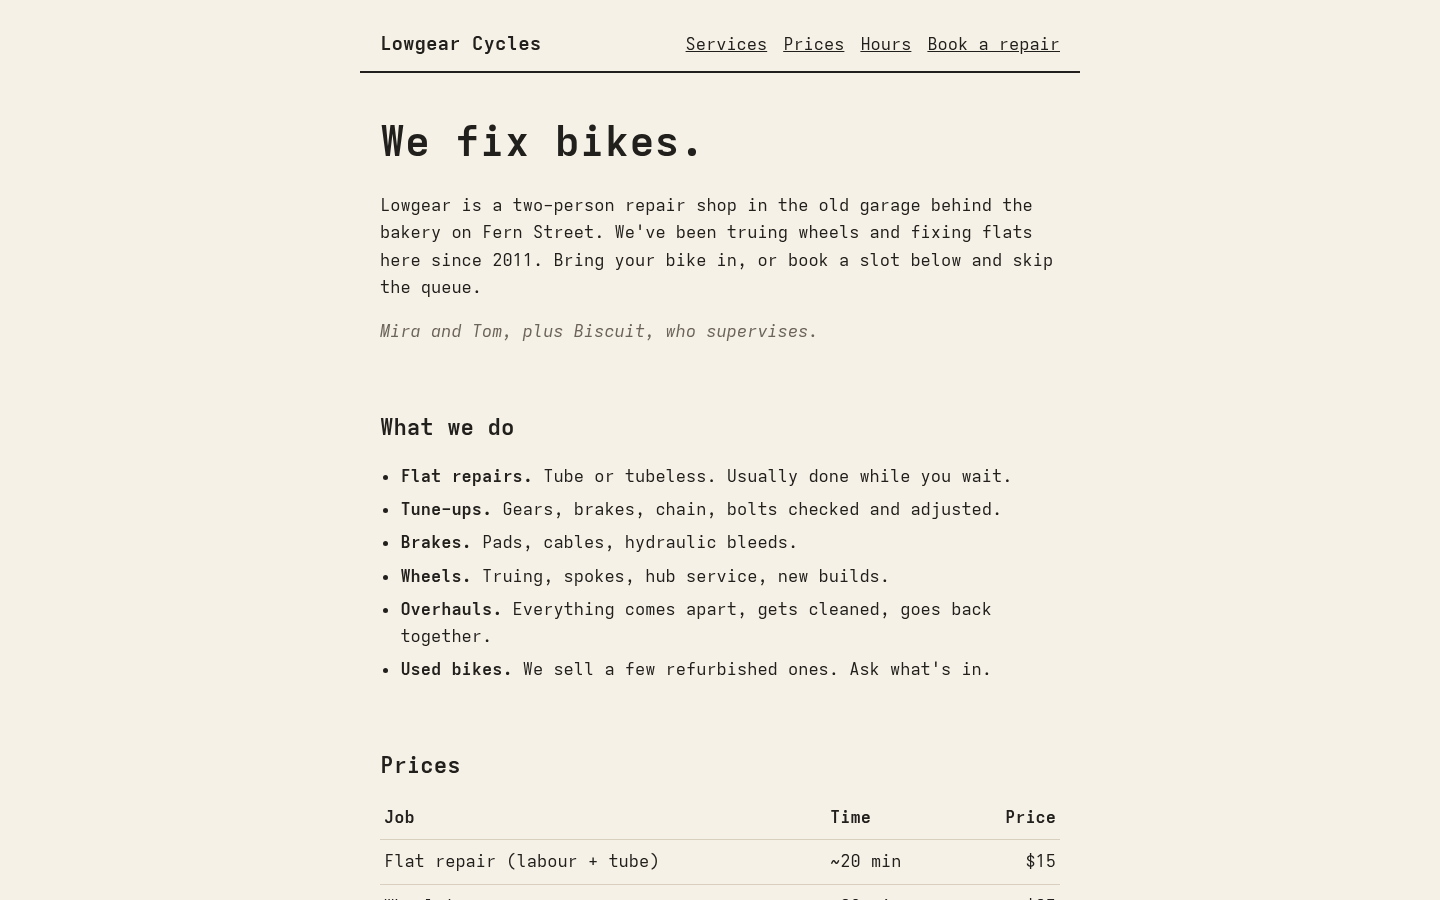 Lowgear Cycles
Services Prices Hours Book a repair
We fix bikes.
Lowgear is a two-person repair shop in the old garage behind the
bakery on Fern Street. We've been truing wheels and fixing flats
here since 2011. Bring your bike in, or book a slot below and skip
the queue.
Mira and Tom, plus Biscuit, who supervises.
What we do
• Flat repairs. Tube or tubeless. Usually done while you wait.
• Tune-ups. Gears, brakes, chain, bolts checked and adjusted.
• Brakes. Pads, cables, hydraulic bleeds.
• Wheels. Truing, spokes, hub service, new builds.
• Overhauls. Everything comes apart, gets cleaned, goes back
together.
• Used bikes. We sell a few refurbished ones. Ask what's in.
Prices
Job Time Price
Flat repair (labour + tube) ~20 min $15